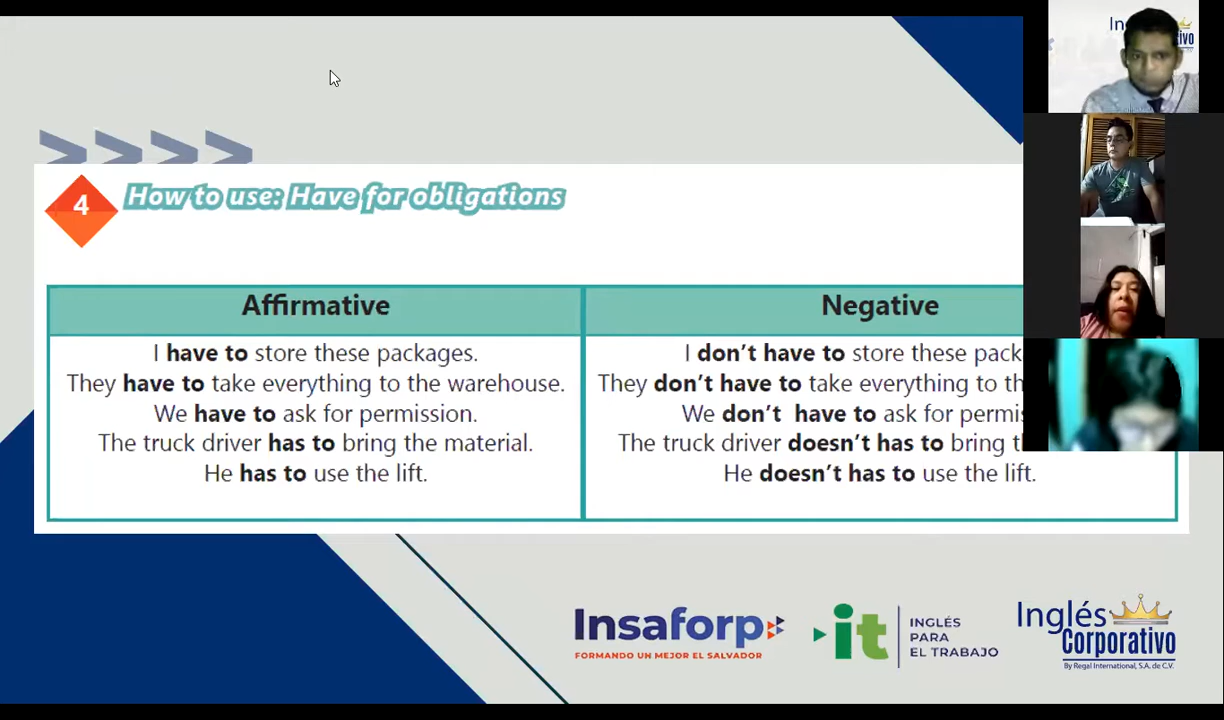 4
How to use: Have for obligations
Affirmative
I have to store these packages.
They have to take everything to the warehouse.
We have to ask for permission.
The truck driver has to bring the material.
He has to use the lift.
Negative
I don't have to store these pack
They don't have to take everything to th
We don't have to ask for permis
The truck driver doesn't has to bring
He doesn't has to use the lift.
Insaforp
FORMANDO UN MEJOR EL SALVADOR
it
INGLÉS
PARA
EL TRABAJO
Inglés
Corporativo
By Regal International, S.A. de C.V.